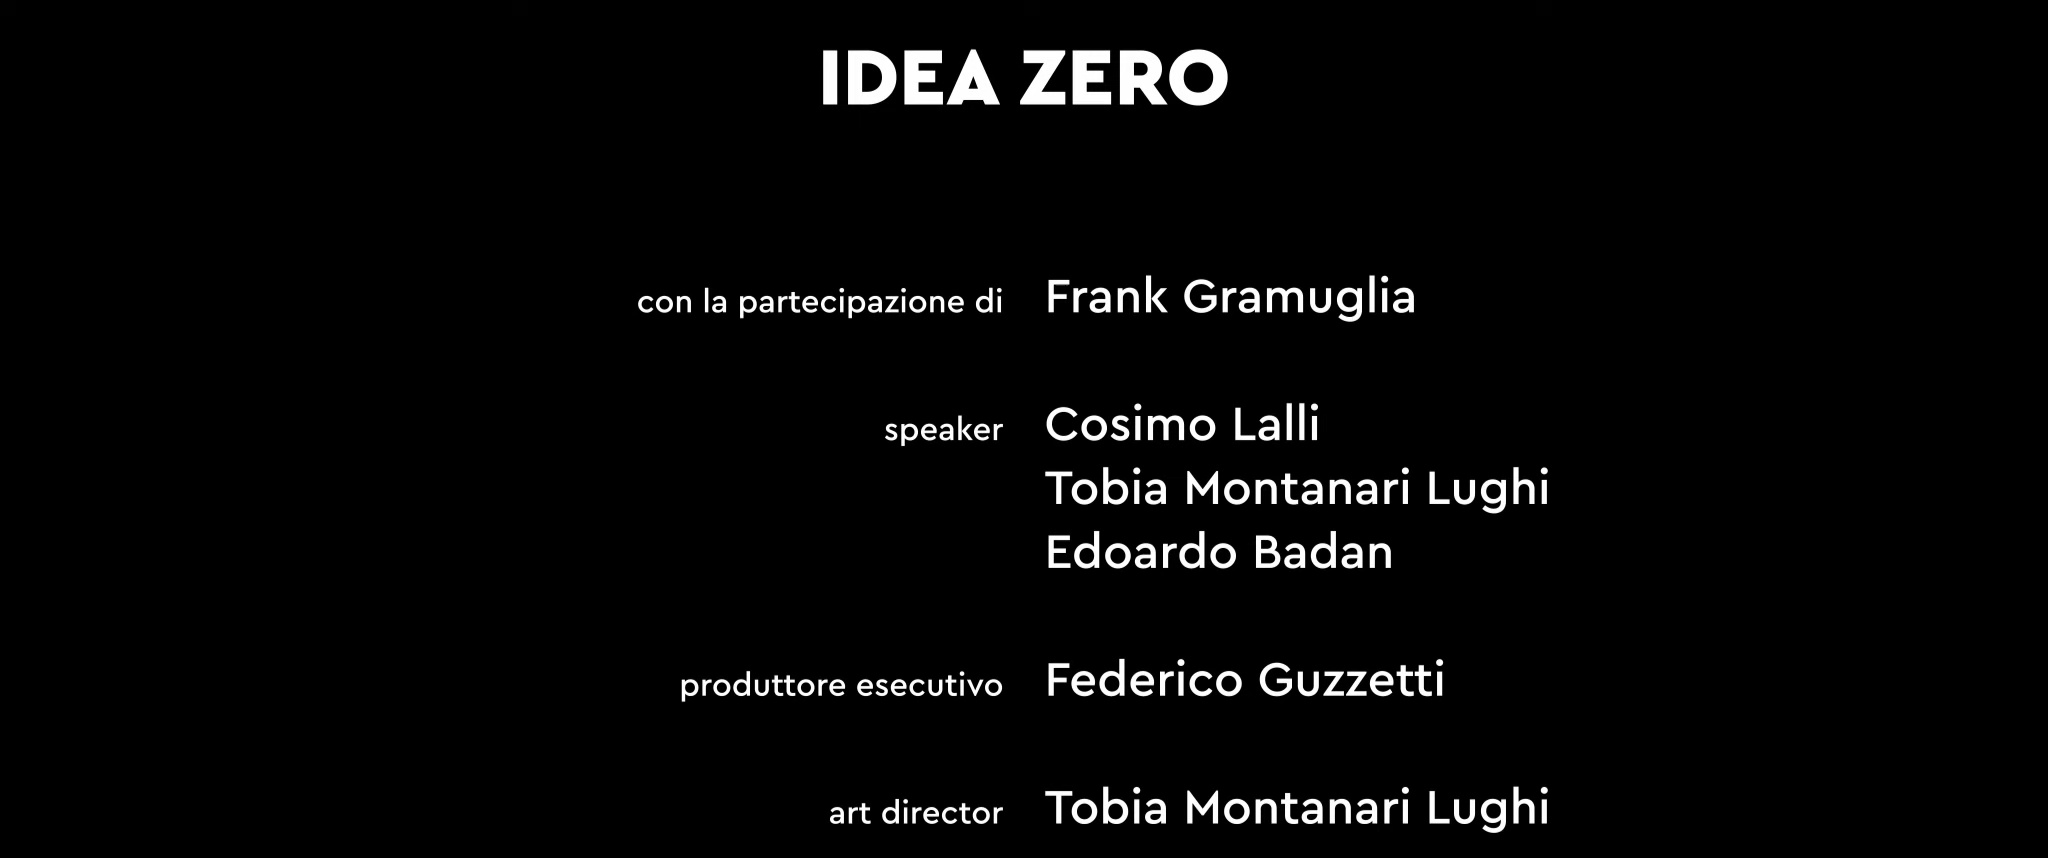 IDEA ZERO
con la partecipazione di Frank Gramuglia
speaker Cosimo Lalli
Tobia Montanari Lughi
Edoardo Badan
produttore esecutivo Federico Guzzetti
art director Tobia Montanari Lughi